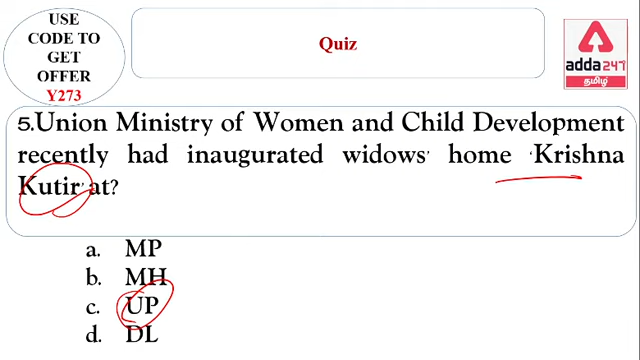 USE
CODE TO
GET
OFFER
Y273
Quiz
adda247
தமிழ்
5.Union Ministry of Women and Child Development
recently had inaugurated widows’ home ‘Krishna
Kutir’ at?
a. MP
b. MH
c. UP
d. DL